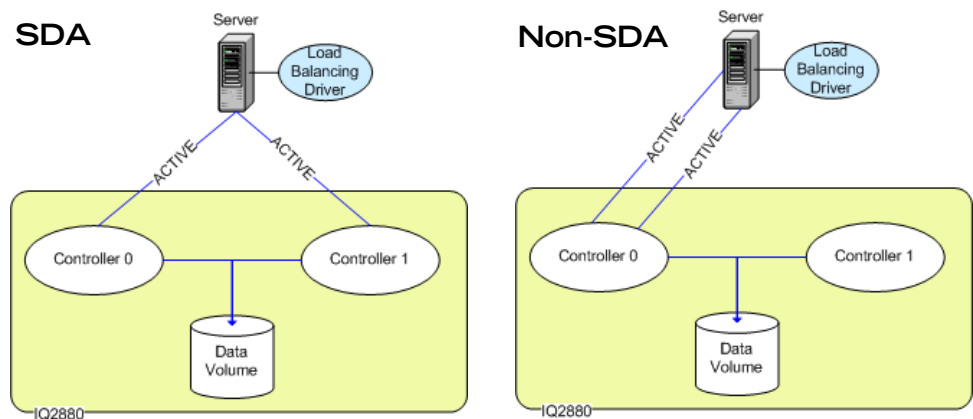 SDA
Server
Load
Balancing
Driver
ACTIVE
ACTIVE
Controller 0
Controller 1
Data
Volume
IQ2880
Non-SDA
Server
Load
Balancing
Driver
ACTIVE
ACTIVE
Controller 0
Controller 1
Data
Volume
IQ2880